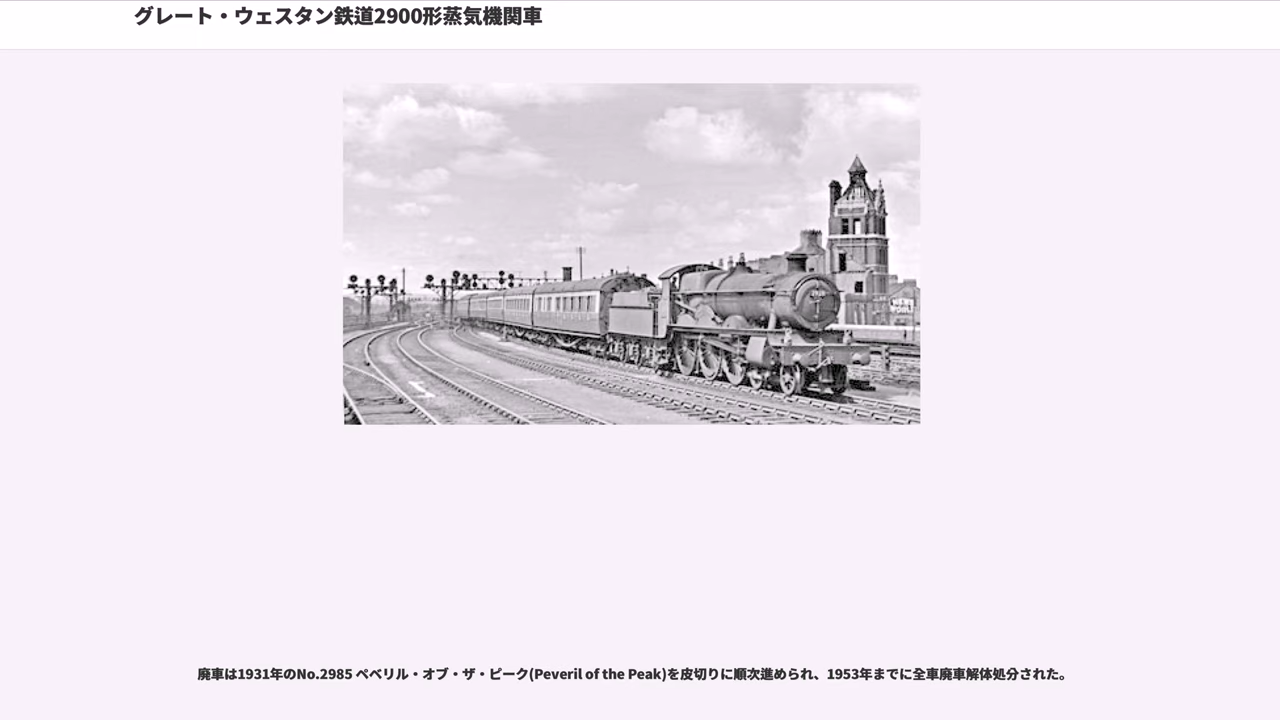 グレート・ウェスタン鉄道2900形蒸気機関車
廃車は1931年のNo.2985 ペベリル・オブ・ザ・ピーク(Peveril of the Peak)を皮切りに順次進められ、1953年までに全車廃車解体処分された。